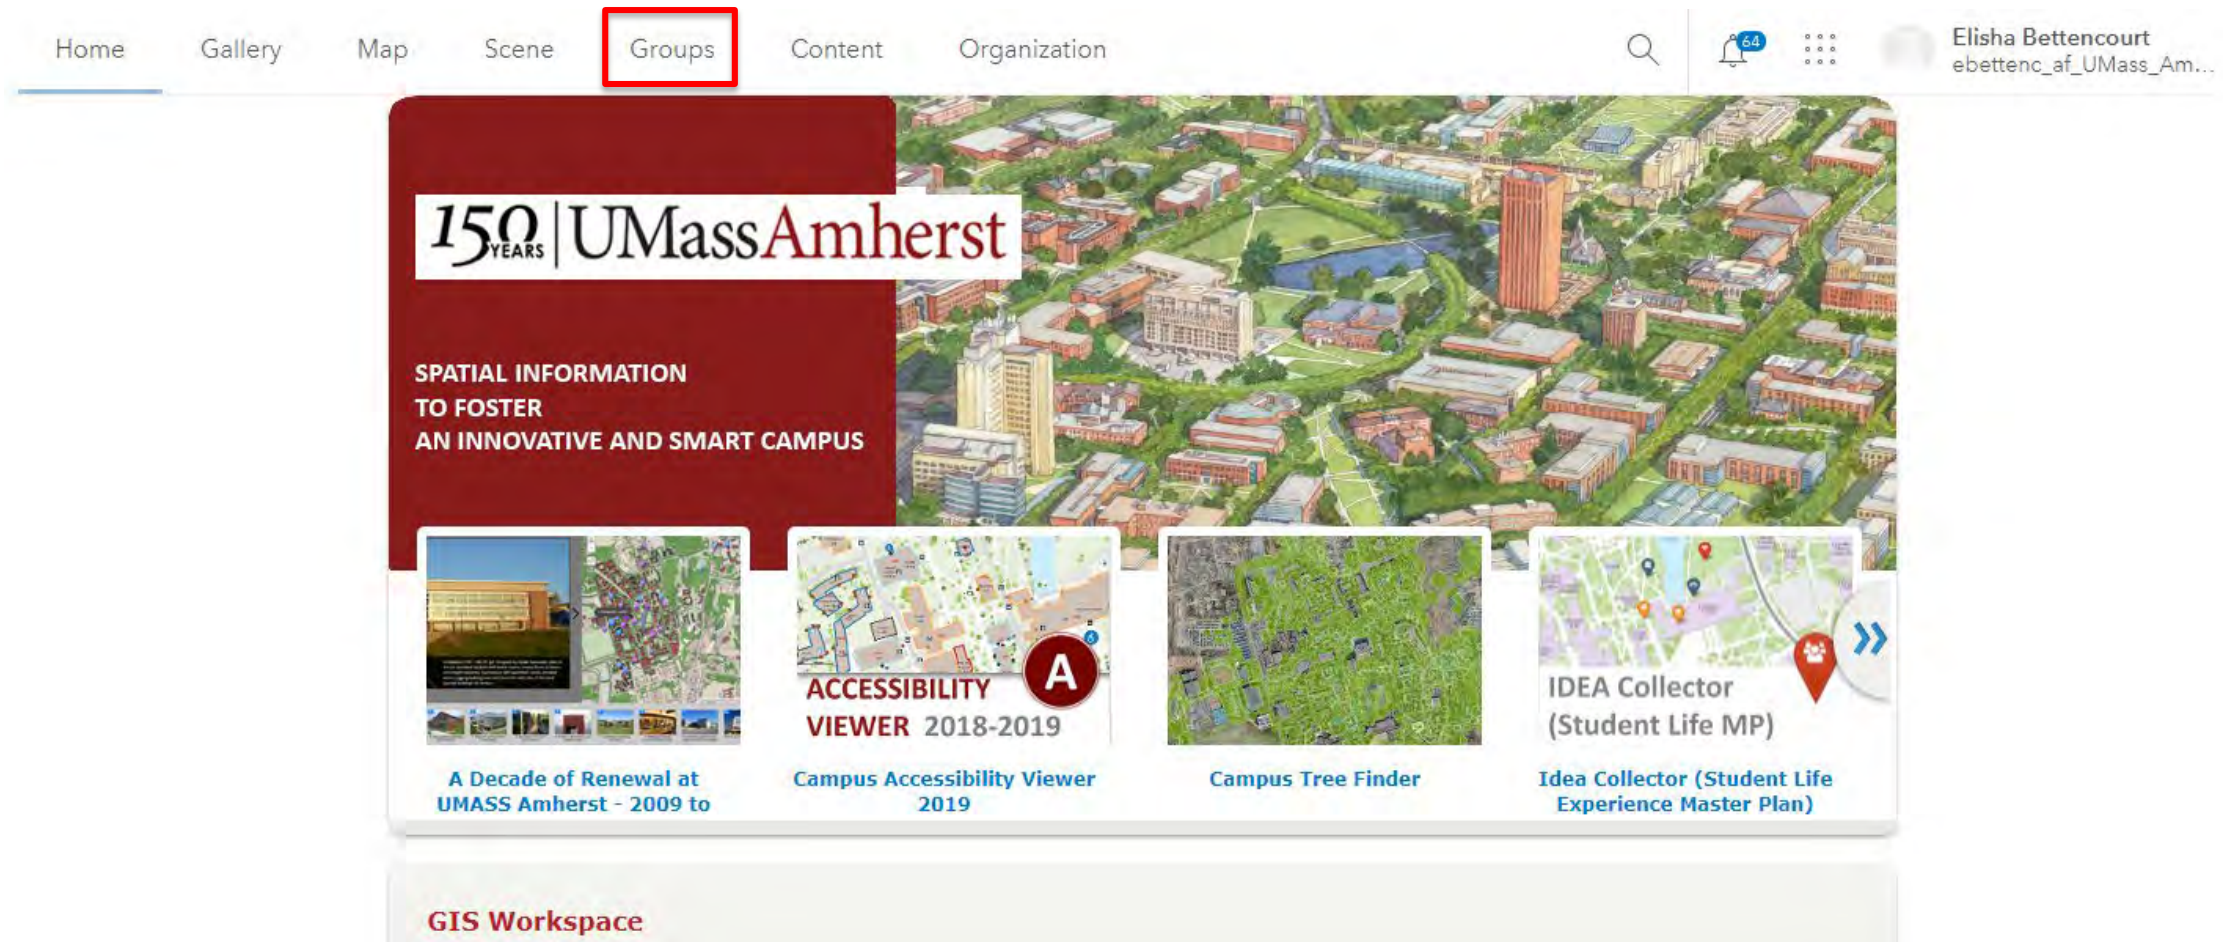 Home Gallery Map Scene Groups Content Organization
64
Elisha Bettencourt
ebettenc_af_UMass_Am...
150 YEARS | UMassAmherst
SPATIAL INFORMATION
TO FOSTER
AN INNOVATIVE AND SMART CAMPUS
A
ACCESSIBILITY
VIEWER 2018-2019
IDEA Collector
(Student Life MP)
A Decade of Renewal at
UMASS Amherst - 2009 to
Campus Accessibility Viewer
2019
Campus Tree Finder
Idea Collector (Student Life
Experience Master Plan)
GIS Workspace